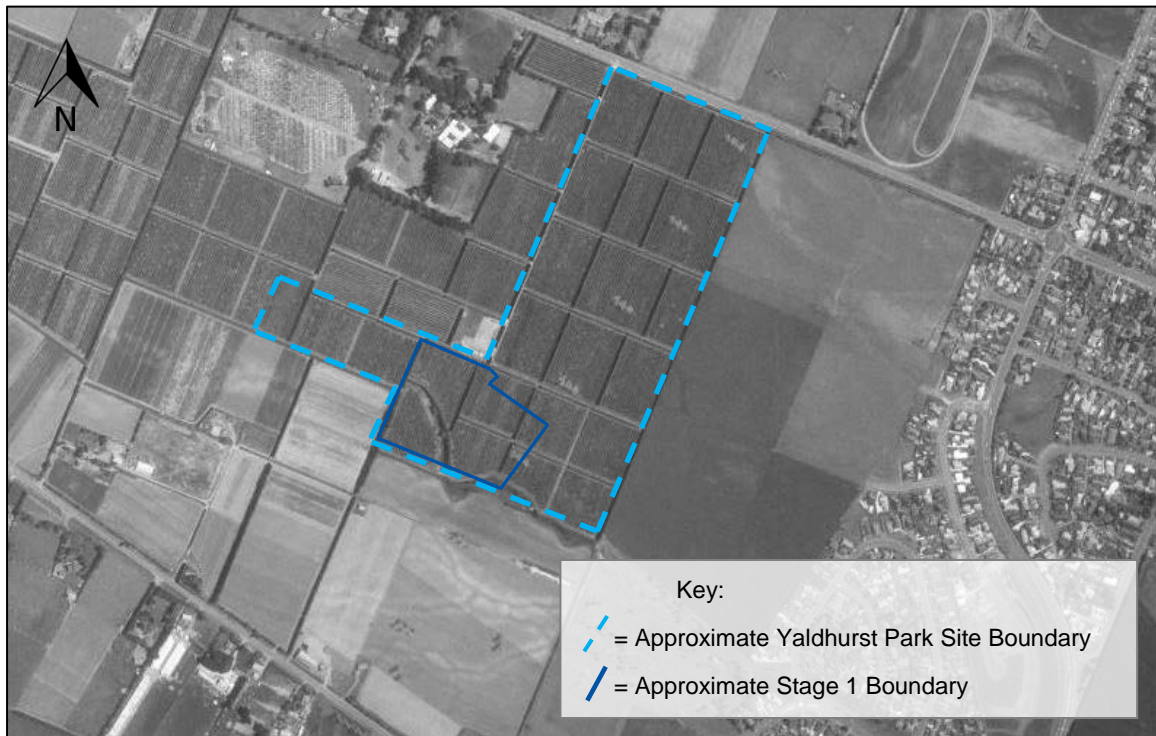 N
Key:
= Approximate Yaldhurst Park Site Boundary
= Approximate Stage 1 Boundary